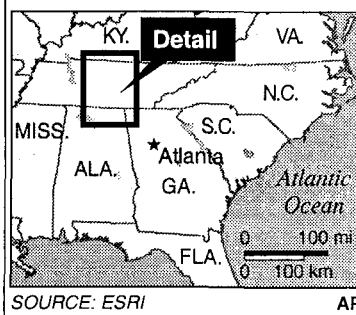 KY.
Detail
VA.
N.C.
MISS.
S.C.
ALA.
Atlanta
GA.
Atlantic
Ocean
FLA.
0 100 mi
0 100 km
SOURCE: ESRI AP